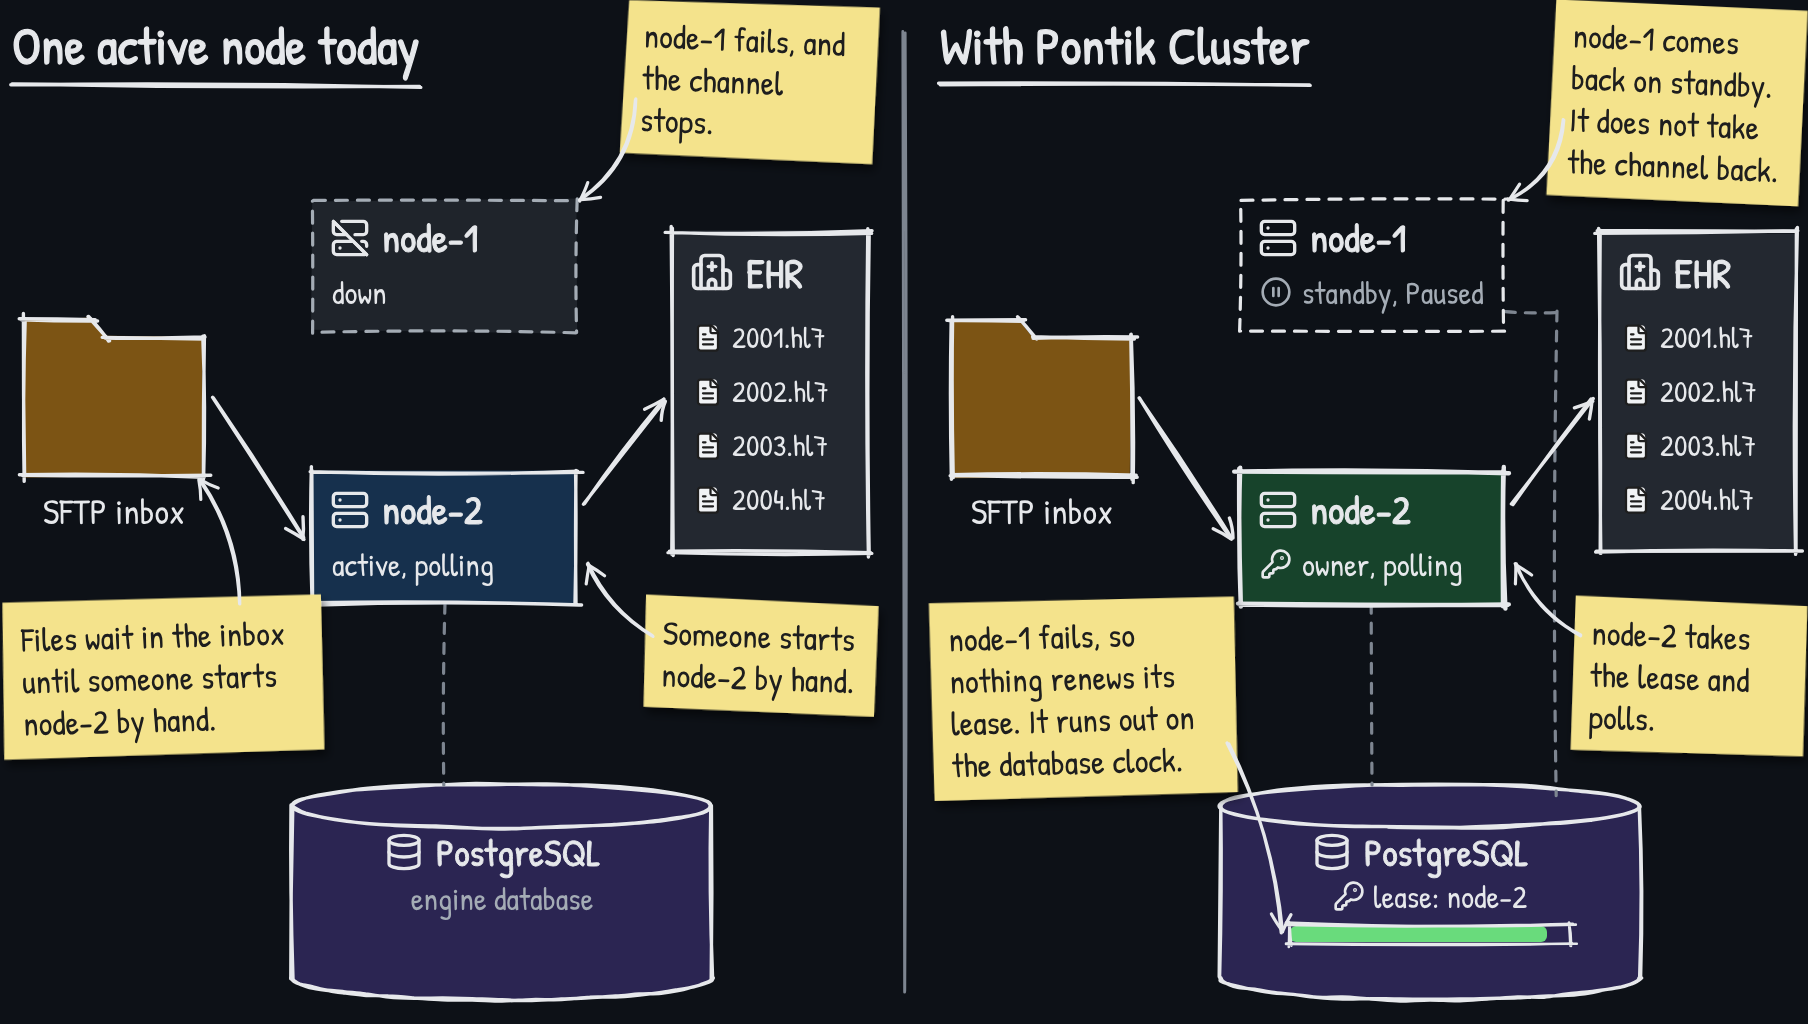 One active node today
node-1 fails, and
the channel
stops.
node-1
down
EHR
2001.hl7
2002.hl7
2003.hl7
2004.hl7
SFTP inbox
node-2
active, polling
Files wait in the inbox
until someone starts
node-2 by hand.
Someone starts
node-2 by hand.
PostgreSQL
engine database
With Pontik Cluster
node-1 comes
back on standby.
It does not take
the channel back.
node-1
standby, Paused
EHR
2001.hl7
2002.hl7
2003.hl7
2004.hl7
SFTP inbox
node-2
owner, polling
node-1 fails, so
nothing renews its
lease. It runs out on
the database clock.
node-2 takes
the lease and
polls.
PostgreSQL
lease: node-2